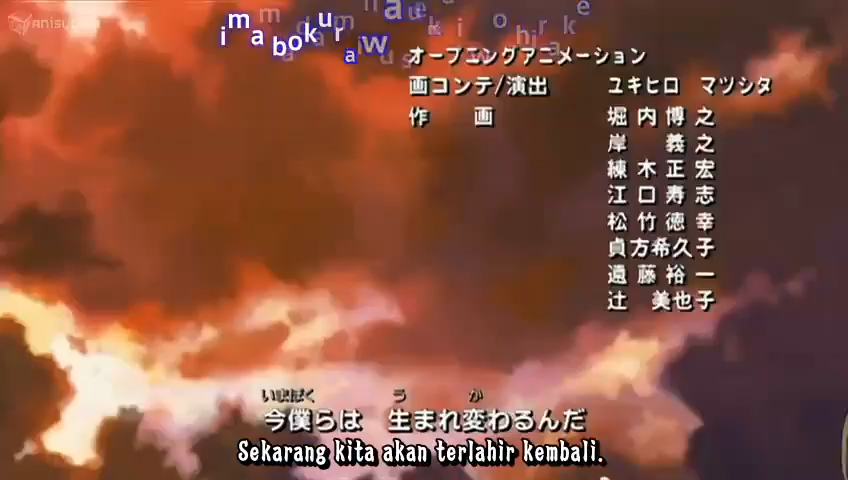 ANISU
ima bokura wa
オープニングアニメーション
画コンテ/演出 ユキヒロ マツシタ
作 画 堀内博之
岸 義之
練木正宏
江口寿志
松竹徳幸
貞方希久子
遠藤裕一
辻 美也子
いまぼく う か
今僕らは 生まれ変わるんだ
Sekarang kita akan terlahir kembali.